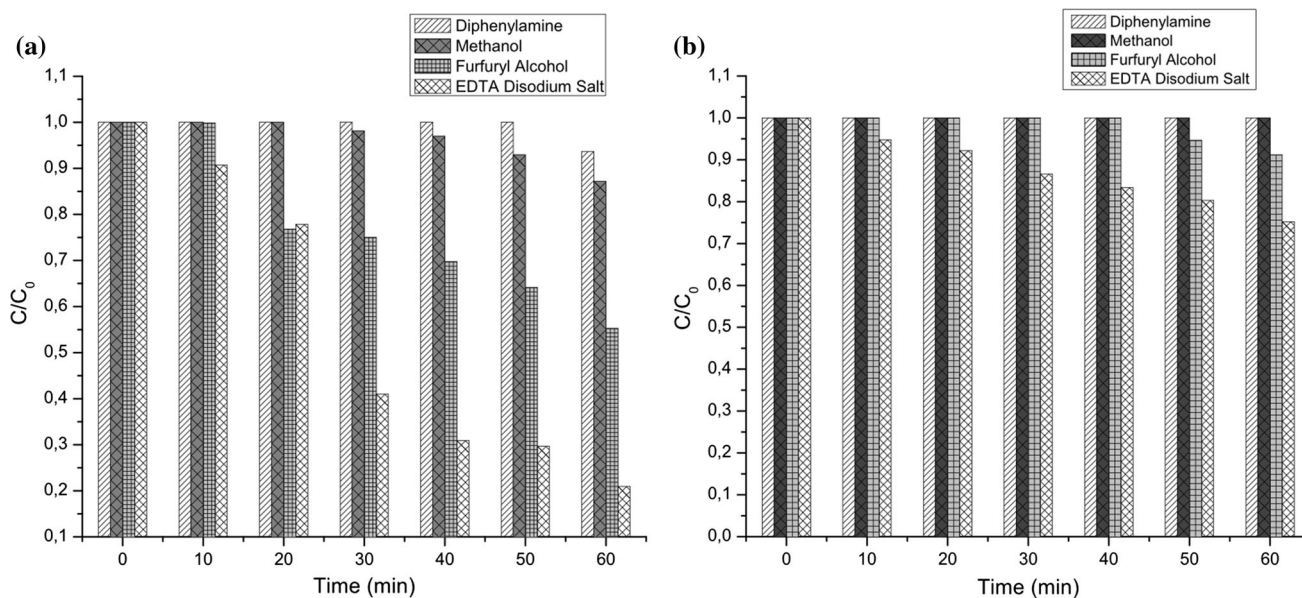 (a)
Diphenylamine
Methanol
Furfuryl Alcohol
EDTA Disodium Salt
1,1
1,0
0,9
0,8
0,7
0,6
0,5
0,4
0,3
0,2
0,1
C/C0
0 10 20 30 40 50 60
Time (min)
(b)
Diphenylamine
Methanol
Furfuryl Alcohol
EDTA Disodium Salt
1,1
1,0
0,9
0,8
0,7
0,6
0,5
0,4
0,3
0,2
0,1
0,0
C/C0
0 10 20 30 40 50 60
Time (min)